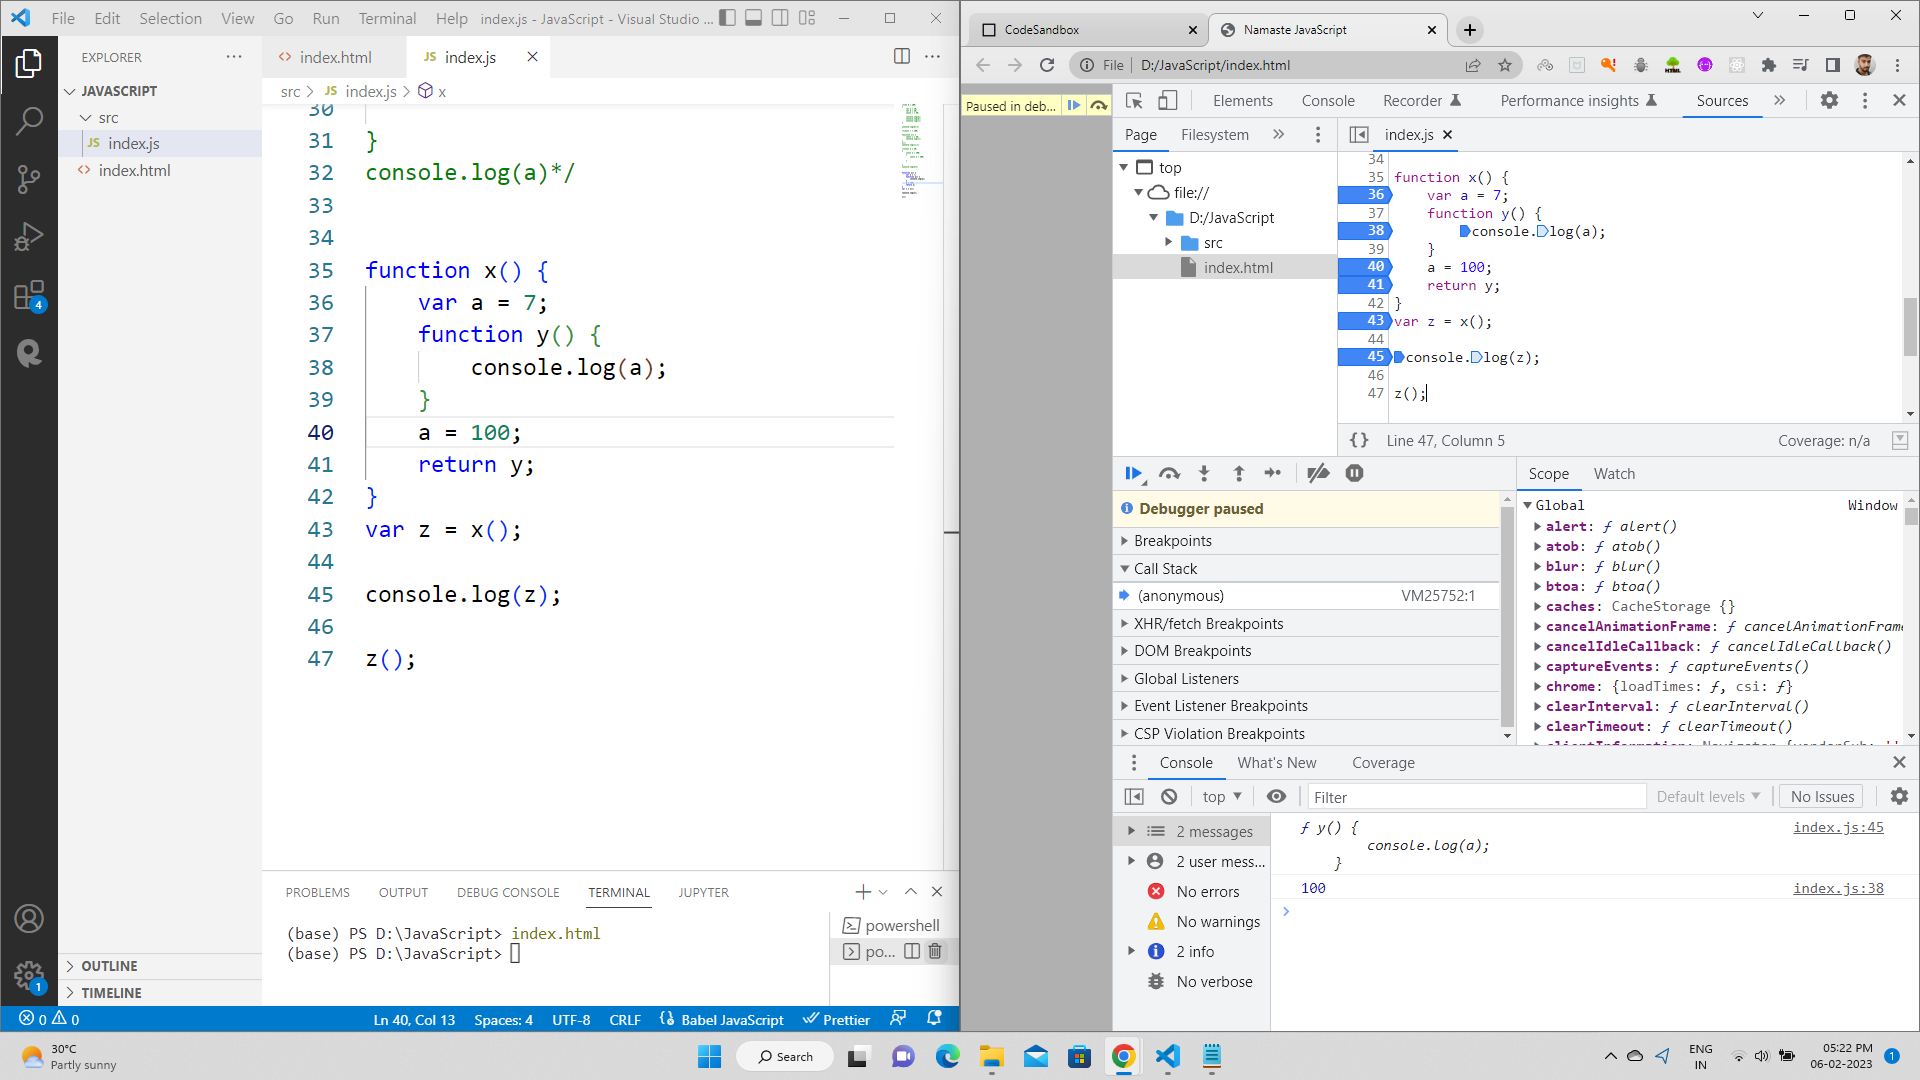 File Edit Selection View Go Run Terminal Help index.js - JavaScript - Visual Studio ...
EXPLORER
JAVASCRIPT
src
JS index.js
index.html
4
1
OUTLINE
TIMELINE
index.html
JS index.js
src > JS index.js > x
30
31 }
32 console.log(a)*/
33
34
35 function x() {
36 var a = 7;
37 function y() {
38 console.log(a);
39 }
40 a = 100;
41 return y;
42 }
43 var z = x();
44
45 console.log(z);
46
47 z();
PROBLEMS OUTPUT DEBUG CONSOLE TERMINAL JUPYTER
(base) PS D:\JavaScript> index.html
(base) PS D:\JavaScript>
powershell
po...
0 0 Ln 40, Col 13 Spaces: 4 UTF-8 CRLF Babel JavaScript Prettier
CodeSandbox
Namaste JavaScript
File | D:/JavaScript/index.html
Paused in deb...
Elements Console Recorder Performance insights Sources
Page Filesystem
top
file://
D:/JavaScript
src
index.html
index.js
34
35 function x() {
36 var a = 7;
37 function y() {
38 console.log(a);
39 }
40 a = 100;
41 return y;
42 }
43 var z = x();
44
45 console.log(z);
46
47 z();
{} Line 47, Column 5 Coverage: n/a
Debugger paused
Breakpoints
Call Stack
(anonymous) VM25752:1
XHR/fetch Breakpoints
DOM Breakpoints
Global Listeners
Event Listener Breakpoints
CSP Violation Breakpoints
Scope Watch
Global Window
alert: ƒ alert()
atob: ƒ atob()
blur: ƒ blur()
btoa: ƒ btoa()
caches: CacheStorage {}
cancelAnimationFrame: ƒ cancelAnimationFrame
cancelIdleCallback: ƒ cancelIdleCallback()
captureEvents: ƒ captureEvents()
chrome: {loadTimes: ƒ, csi: ƒ}
clearInterval: ƒ clearInterval()
clearTimeout: ƒ clearTimeout()
Console What's New Coverage
top Filter Default levels No Issues
2 messages
2 user mess...
No errors
No warnings
2 info
No verbose
ƒ y() { index.js:45
console.log(a);
}
100 index.js:38
30°C
Partly sunny
Search
ENG
IN
05:22 PM
06-02-2023
1